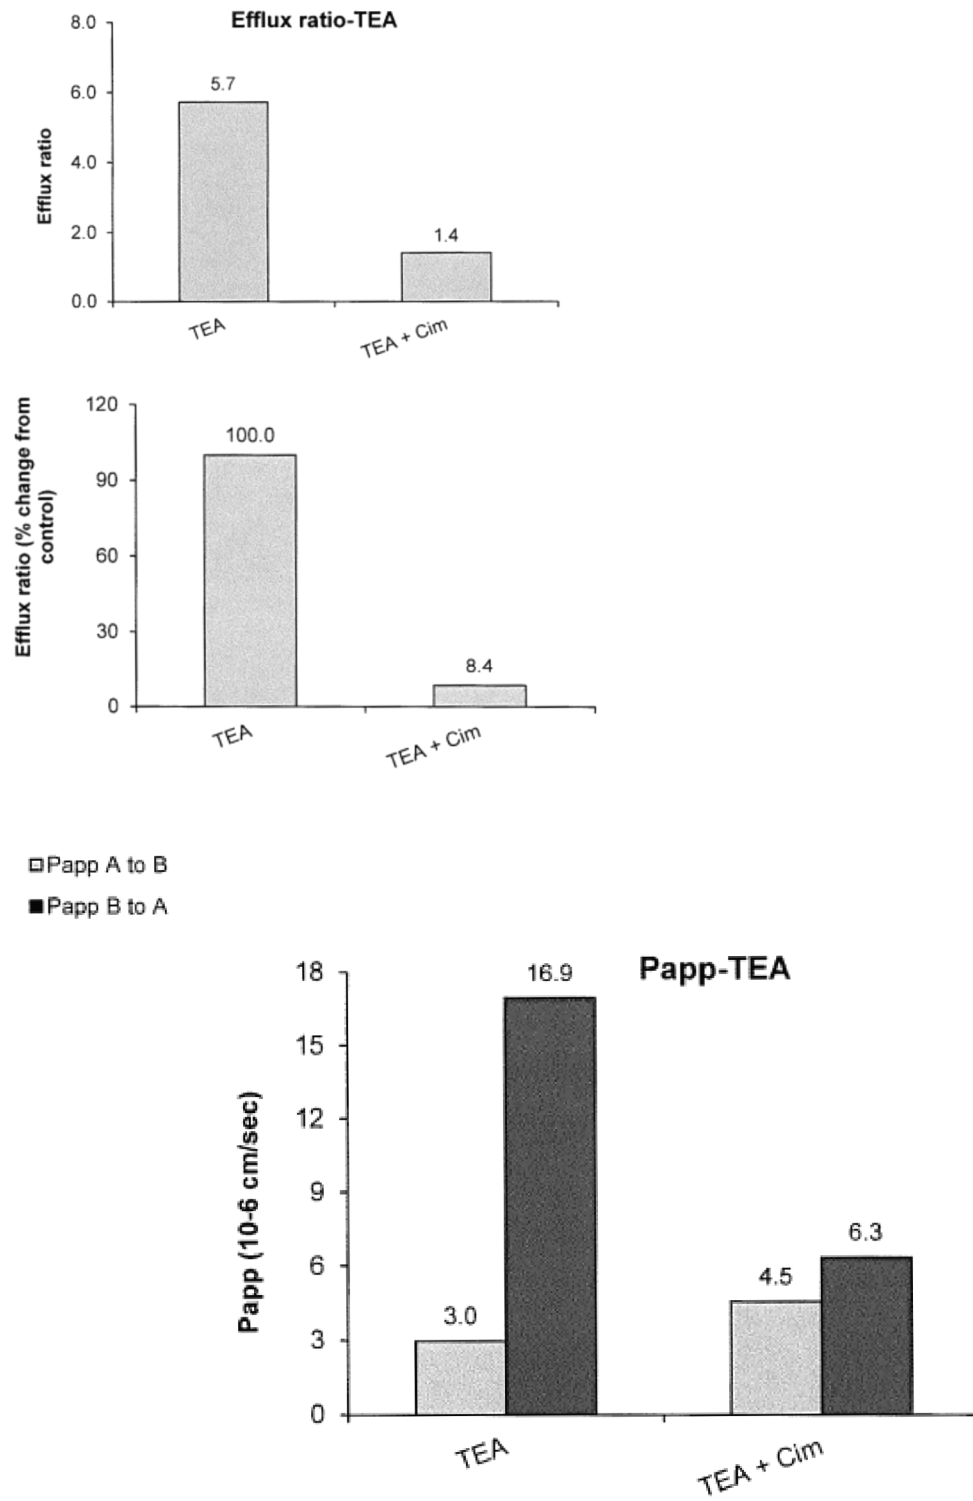 Efflux ratio-TEA
8.0
6.0
4.0
2.0
0.0
Efflux ratio
5.7
1.4
TEA
TEA + Cim
120
90
60
30
0
Efflux ratio (% change from
control)
100.0
8.4
TEA
TEA + Cim
Papp A to B
Papp B to A
Papp-TEA
18
15
12
9
6
3
0
Papp (10-6 cm/sec)
3.0
16.9
4.5
6.3
TEA
TEA + Cim